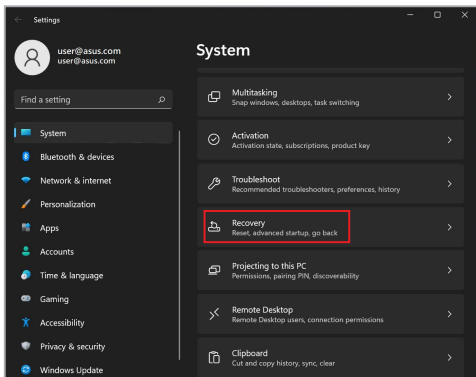 Settings
user@asus.com
user@asus.com
Find a setting
System
Bluetooth & devices
Network & internet
Personalization
Apps
Accounts
Time & language
Gaming
Accessibility
Privacy & security
Windows Update
System
Multitasking
Snap windows, desktops, task switching
Activation
Activation state, subscriptions, product key
Troubleshoot
Recommended troubleshooters, preferences, history
Recovery
Reset, advanced startup, go back
Projecting to this PC
Permissions, pairing PIN, discoverability
Remote Desktop
Remote Desktop users, connection permissions
Clipboard
Cut and copy history, sync, clear